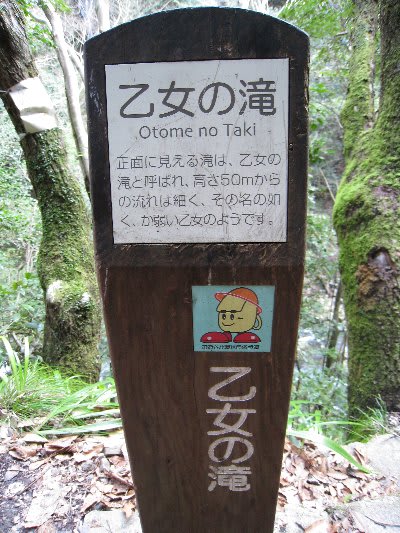 乙女の滝
Otome no Taki
正面に見える滝は、乙女の
滝と呼ばれ、高さ50mから
の流れは細く、その名の如
く、か弱い乙女のようです。
乙女の滝